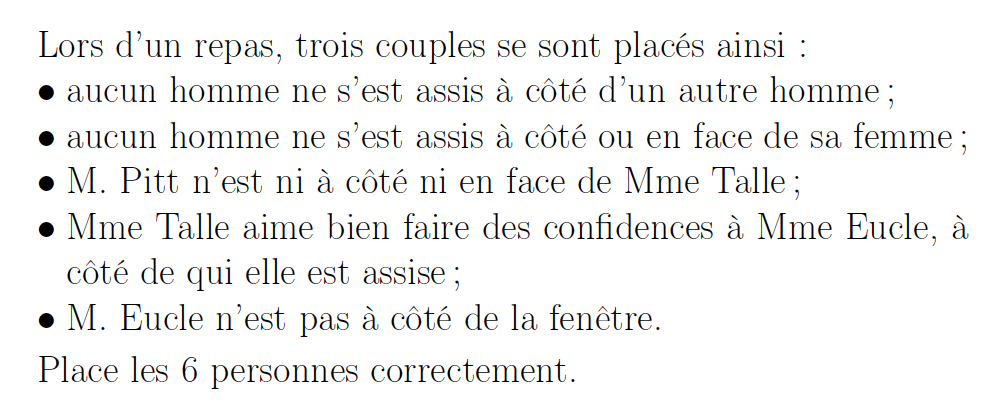 Lors d'un repas, trois couples se sont placés ainsi :
• aucun homme ne s'est assis à côté d'un autre homme ;
• aucun homme ne s'est assis à côté ou en face de sa femme ;
• M. Pitt n'est ni à côté ni en face de Mme Talle ;
• Mme Talle aime bien faire des confidences à Mme Eucle, à
côté de qui elle est assise ;
• M. Eucle n'est pas à côté de la fenêtre.
Place les 6 personnes correctement.